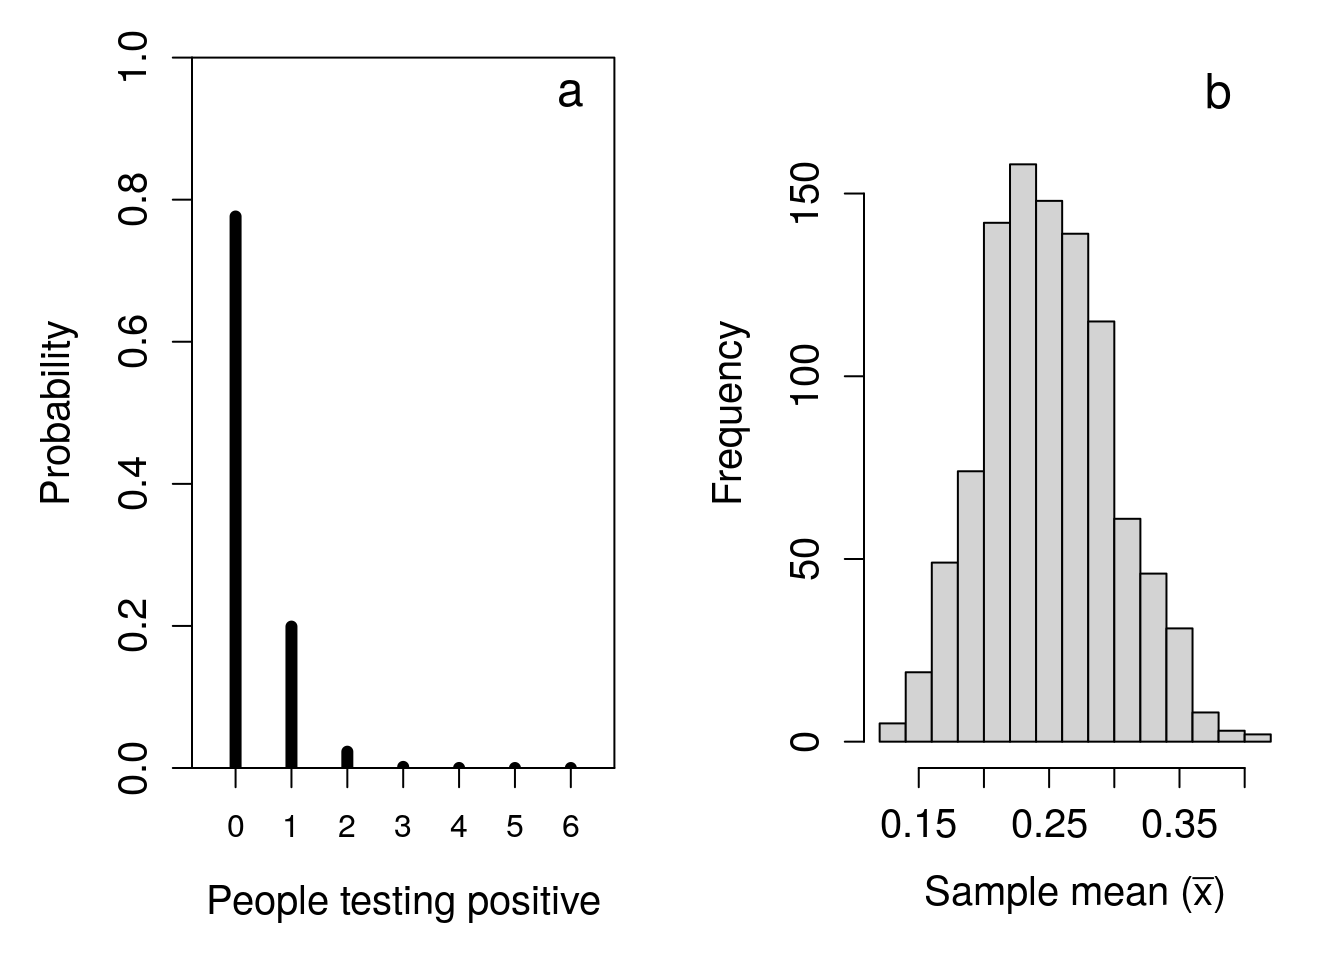 a
1.0
0.8
0.6
0.4
0.2
0.0
Probability
0 1 2 3 4 5 6
People testing positive
b
150
100
50
0
Frequency
0.15 0.25 0.35
Sample mean (x̅)